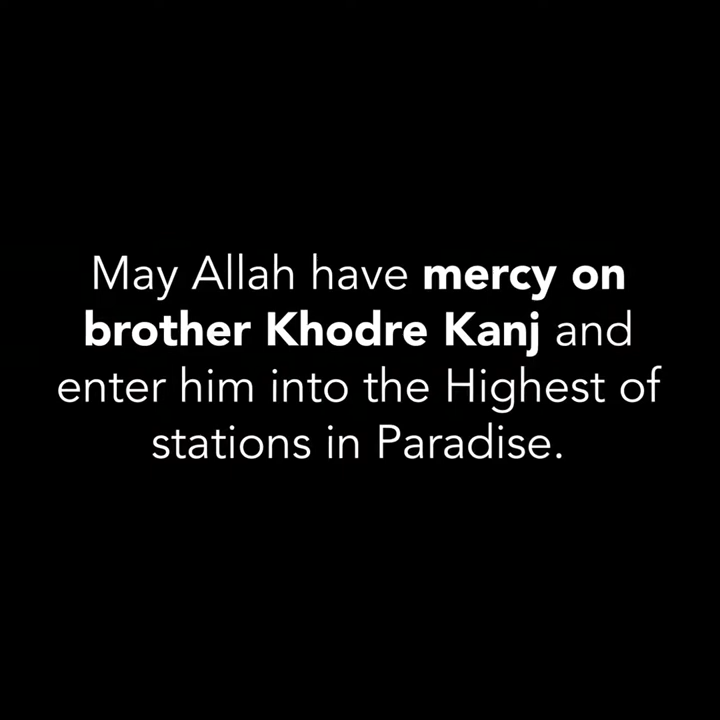 May Allah have mercy on
brother Khodre Kanj and
enter him into the Highest of
stations in Paradise.